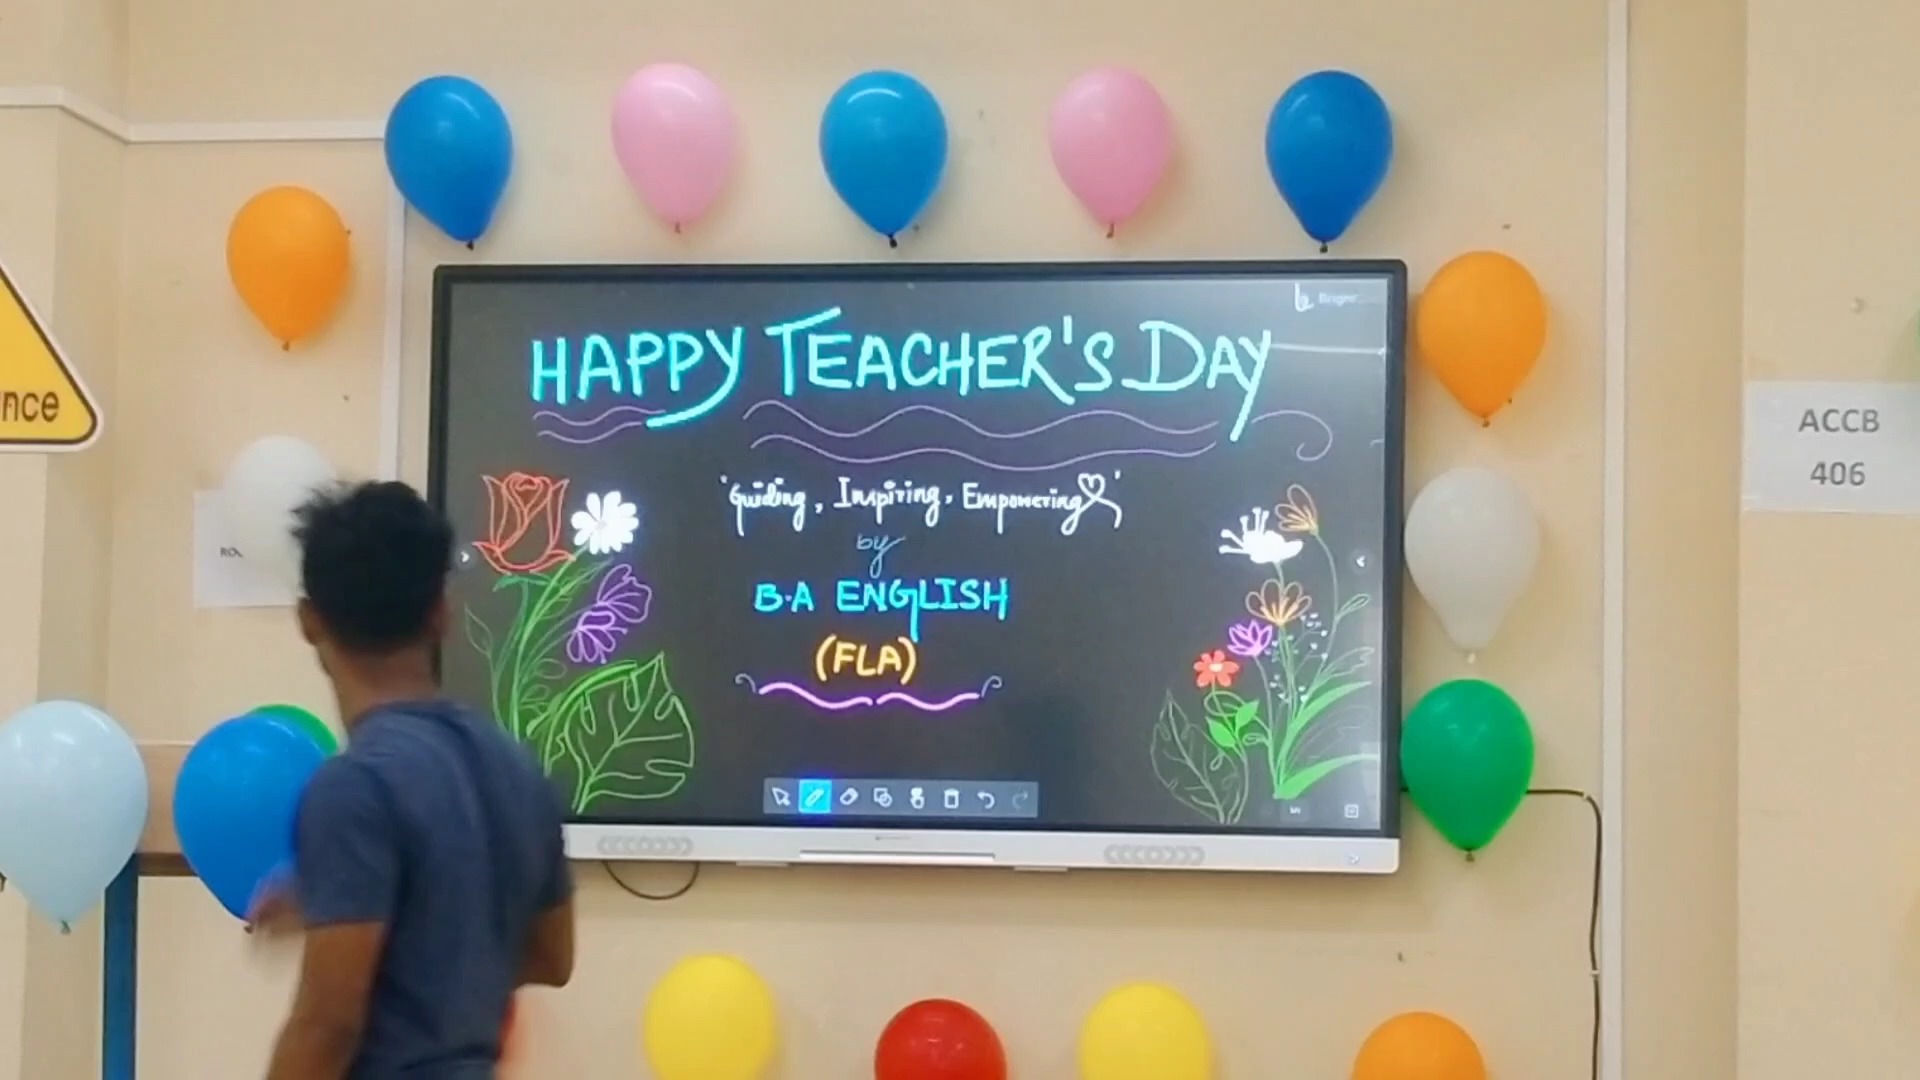 HAPPY TEACHER'S DAY
'Guiding, Inspiring, Empowering'
by
B.A ENGLISH
(FLA)
nce
ACCB
406